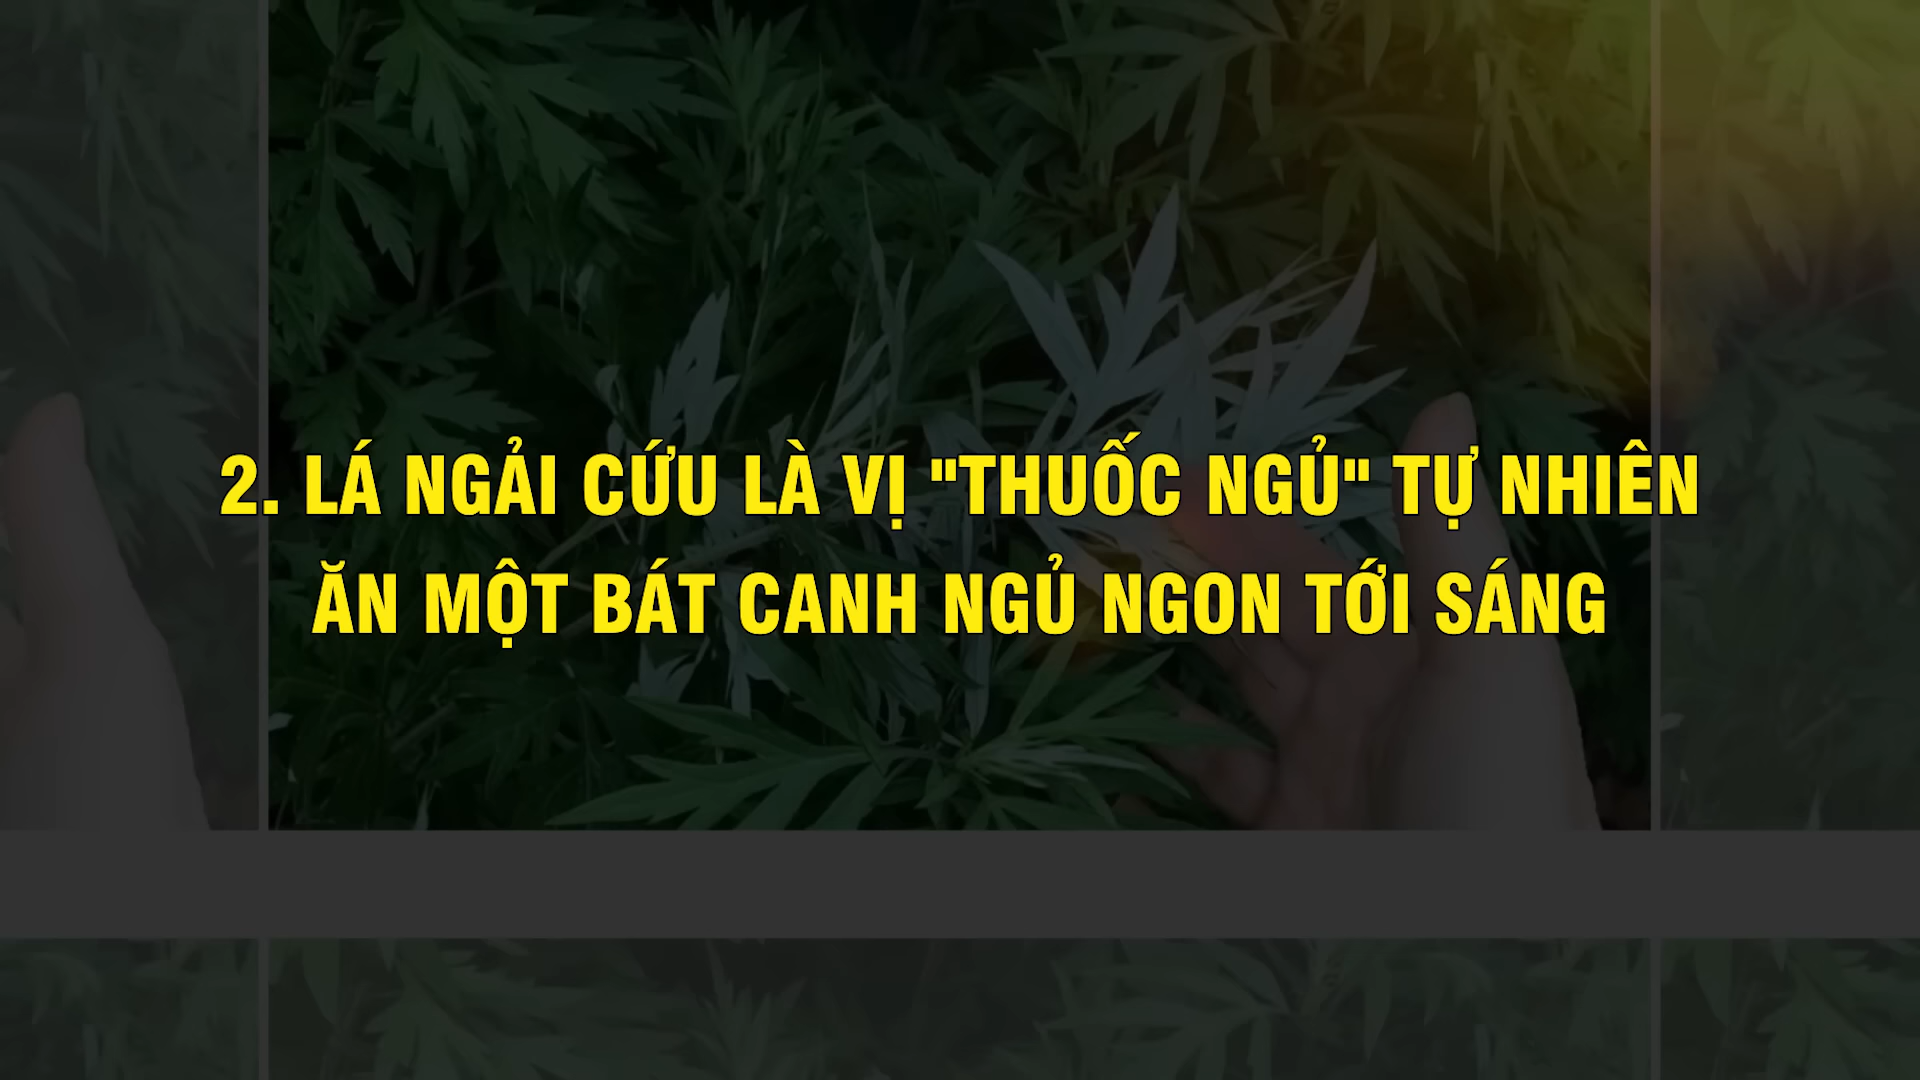 2. LÁ NGẢI CỨU LÀ VỊ "THUỐC NGỦ" TỰ NHIÊN
ĂN MỘT BÁT CANH NGỦ NGON TỚI SÁNG